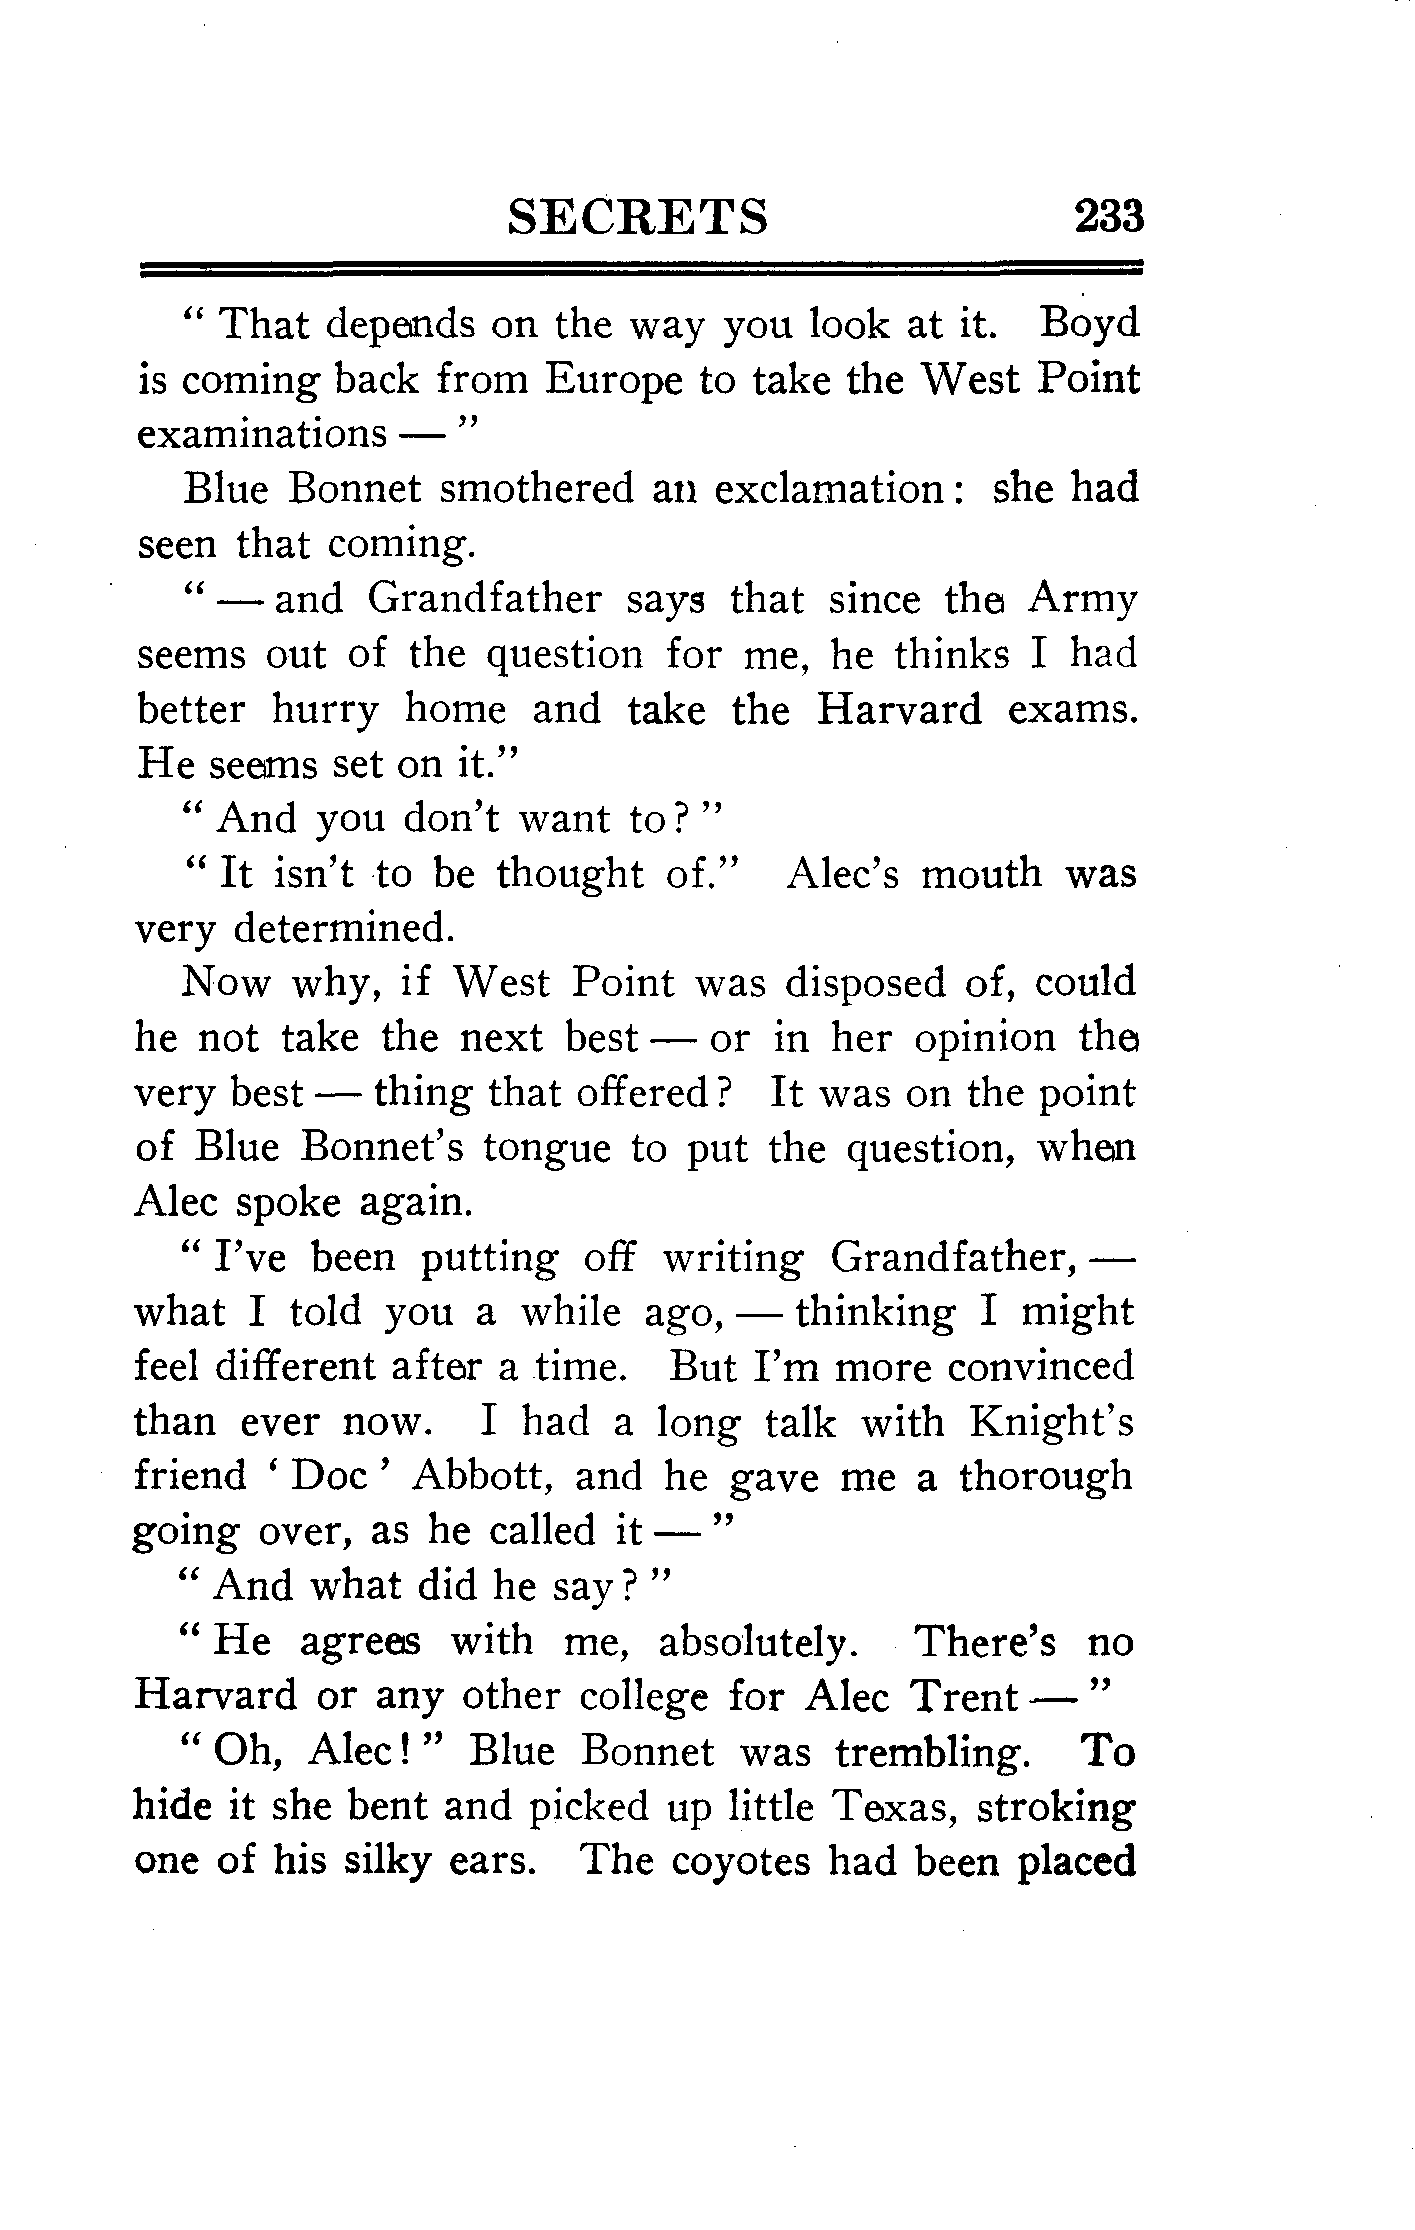 SECRETS 233
" That depends on the way you look at it. Boyd
is coming back from Europe to take the West Point
examinations — "
Blue Bonnet smothered an exclamation : she had
seen that coming.
" — and Grandfather says that since the Army
seems out of the question for me, he thinks I had
better hurry home and take the Harvard exams.
He seems set on it."
" And you don't want to? "
" It isn't to be thought of." Alec's mouth was
very determined.
Now why, if West Point was disposed of, could
he not take the next best — or in her opinion the
very best — thing that offered? It was on the point
of Blue Bonnet's tongue to put the question, when
Alec spoke again.
" I've been putting off writing Grandfather, —
what I told you a while ago, — thinking I might
feel different after a time. But I'm more convinced
than ever now. I had a long talk with Knight's
friend ' Doc ' Abbott, and he gave me a thorough
going over, as he called it — "
" And what did he say? "
" He agrees with me, absolutely. There's no
Harvard or any other college for Alec Trent — "
" Oh, Alec! " Blue Bonnet was trembling. To
hide it she bent and picked up little Texas, stroking
one of his silky ears. The coyotes had been placed